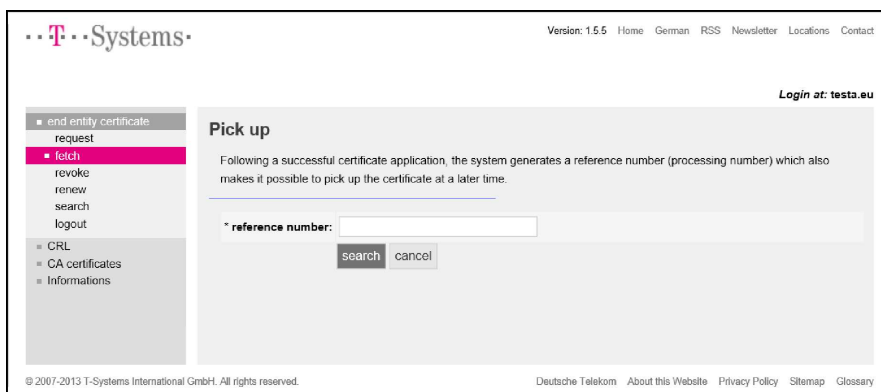 ··T··Systems·
Version: 1.5.5 Home German RSS Newsletter Locations Contact
Login at: testa.eu
end entity certificate
request
fetch
revoke
renew
search
logout
CRL
CA certificates
Informations
Pick up
Following a successful certificate application, the system generates a reference number (processing number) which also
makes it possible to pick up the certificate at a later time.
* reference number:
search cancel
© 2007-2013 T-Systems International GmbH. All rights reserved.
Deutsche Telekom About this Website Privacy Policy Sitemap Glossary